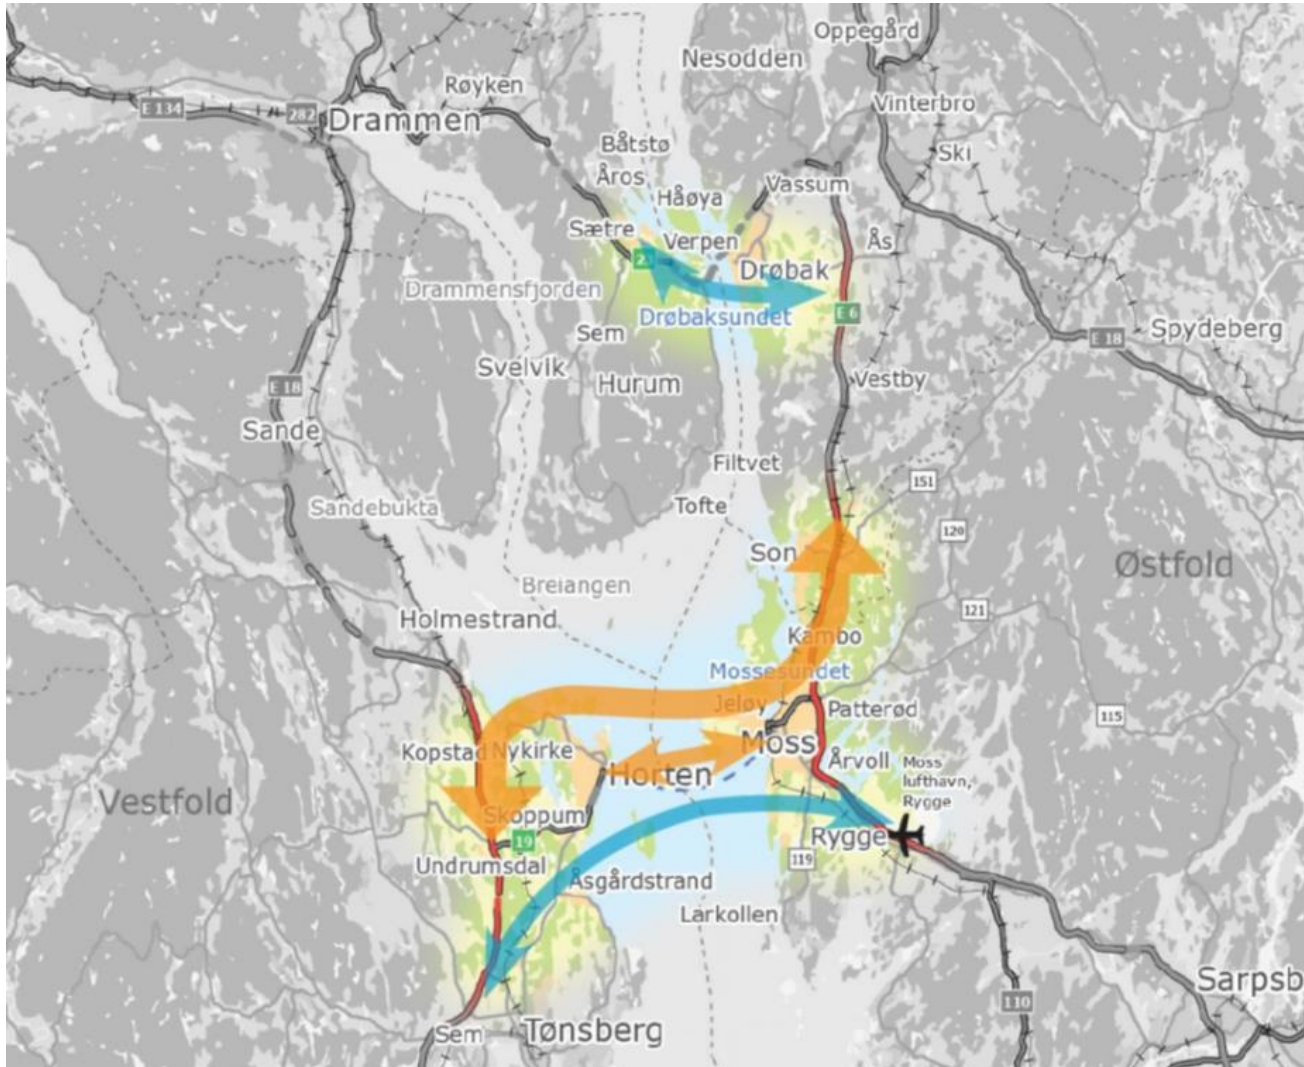 Oppegård
Nesodden
Røyken
E 134
282
Drammen
Vinterbro
Båtstø
Ski
Åros
Vassum
Håøya
Sætre
Verpen
Ås
23
Drøbak
Drammensfjorden
Drøbaksundet
E 6
Sem
E 18
Spydeberg
Svelvik
Hurum
Vestby
E 18
Sande
Filtvet
151
Sandebukta
Tofte
120
Son
Østfold
Breiangen
121
Holmestrand
Kambo
Mossesundet
Jeløy
Patterød
115
Kopstad
Nykirke
Moss
Årvoll
Moss
lufthavn,
Rygge
Horten
Vestfold
Skoppum
19
Rygge
119
Undrumsdal
Åsgårdstrand
Larkollen
Sarpsb
110
Sem
Tønsberg